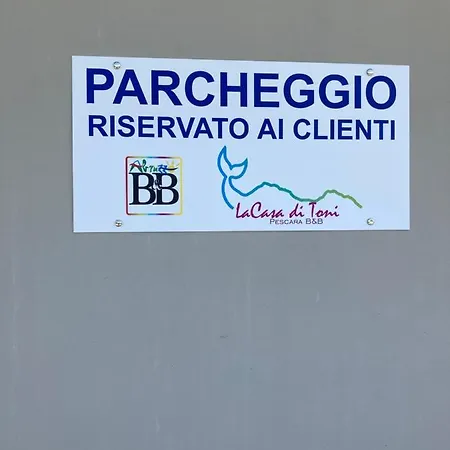 PARCHEGGIO
RISERVATO AI CLIENTI
B&B
LaCasa di Toni
PESCARA B&B